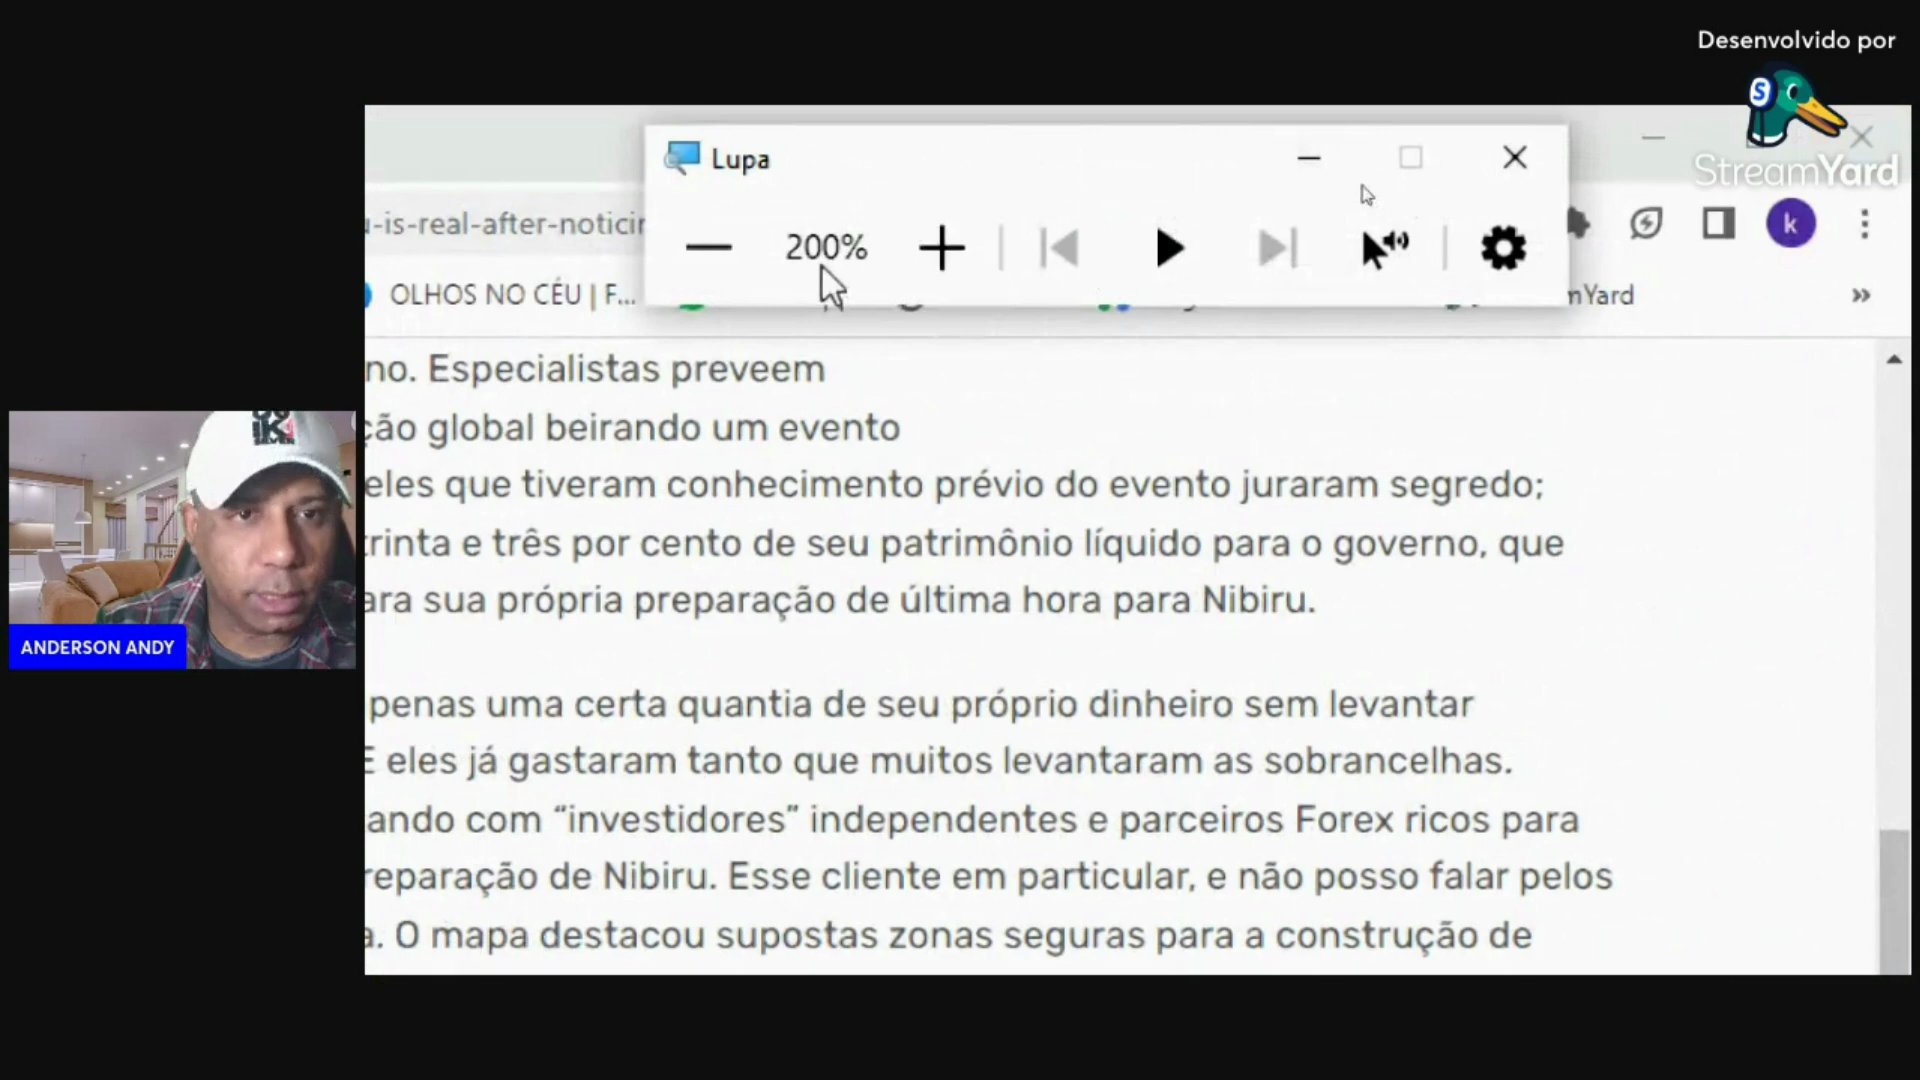 Desenvolvido por
StreamYard
Lupa
200%
-is-real-after-noticin
k
OLHOS NO CÉU | F...
mYard
no. Especialistas preveem
ção global beirando um evento
eles que tiveram conhecimento prévio do evento juraram segredo;
trinta e três por cento de seu patrimônio líquido para o governo, que
ara sua própria preparação de última hora para Nibiru.
penas uma certa quantia de seu próprio dinheiro sem levantar
E eles já gastaram tanto que muitos levantaram as sobrancelhas.
ando com “investidores” independentes e parceiros Forex ricos para
reparação de Nibiru. Esse cliente em particular, e não posso falar pelos
a. O mapa destacou supostas zonas seguras para a construção de
ANDERSON ANDY